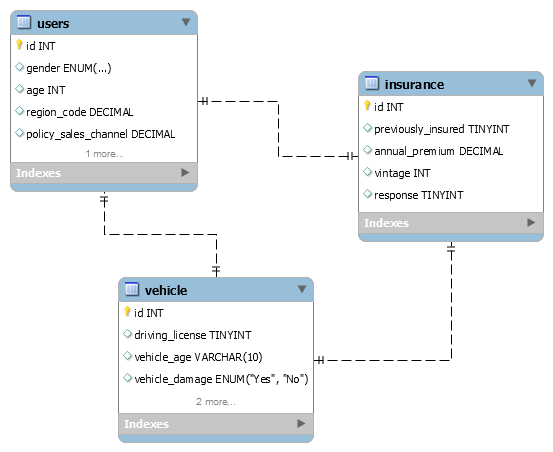 users
id INT
gender ENUM(...)
age INT
region_code DECIMAL
policy_sales_channel DECIMAL
1 more...
Indexes
insurance
id INT
previously_insured TINYINT
annual_premium DECIMAL
vintage INT
response TINYINT
Indexes
vehicle
id INT
driving_license TINYINT
vehicle_age VARCHAR(10)
vehicle_damage ENUM("Yes", "No")
2 more...
Indexes